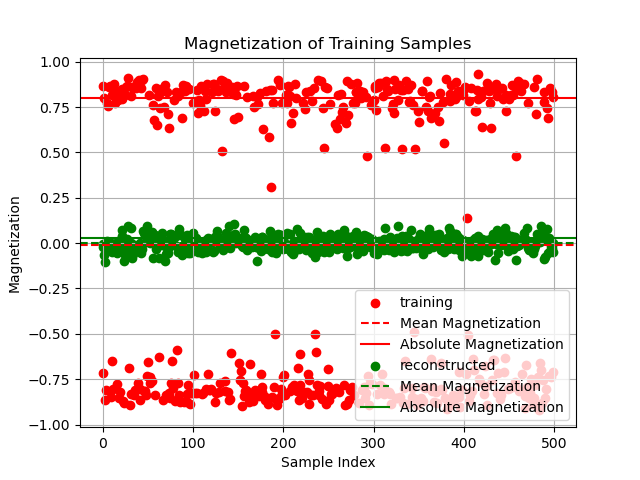 Magnetization of Training Samples
Magnetization
1.00
0.75
0.50
0.25
0.00
−0.25
−0.50
−0.75
−1.00
training
Mean Magnetization
Absolute Magnetization
reconstructed
Mean Magnetization
Absolute Magnetization
0 100 200 300 400 500
Sample Index